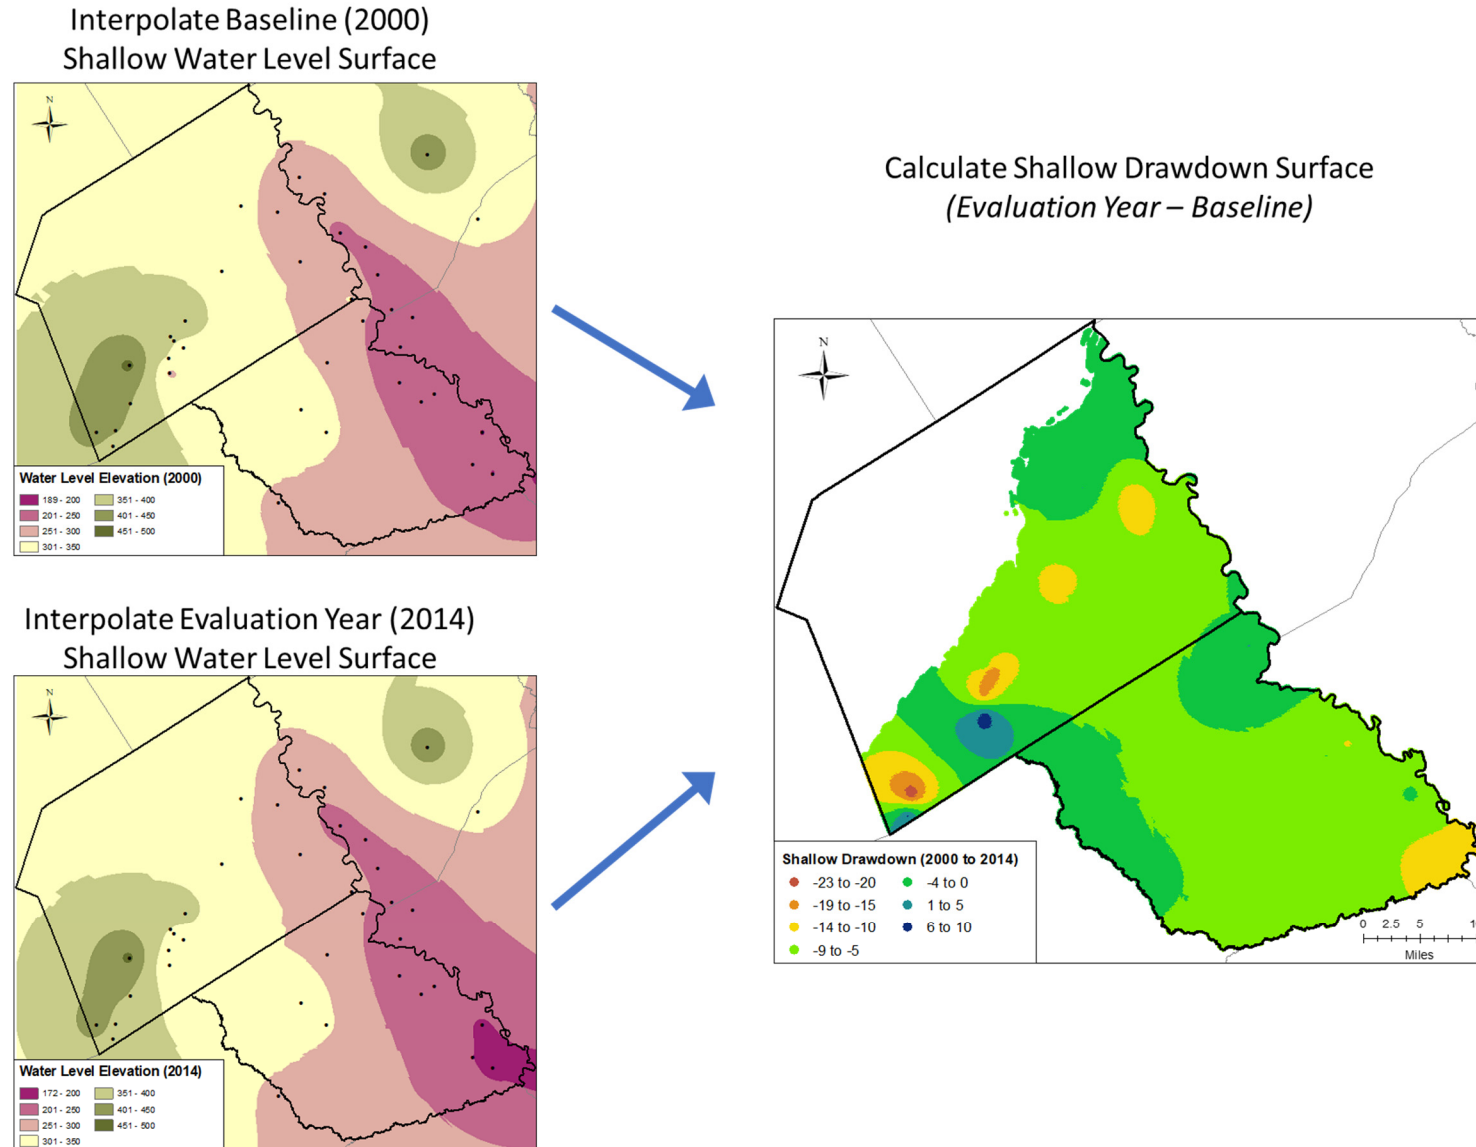 Interpolate Baseline (2000)
Shallow Water Level Surface
N
Water Level Elevation (2000)
189 - 200 351 - 400
201 - 250 401 - 450
251 - 300 451 - 500
301 - 350
Interpolate Evaluation Year (2014)
Shallow Water Level Surface
N
Water Level Elevation (2014)
172 - 200 351 - 400
201 - 250 401 - 450
251 - 300 451 - 500
301 - 350
Calculate Shallow Drawdown Surface
(Evaluation Year – Baseline)
N
Shallow Drawdown (2000 to 2014)
-23 to -20 -4 to 0
-19 to -15 1 to 5
-14 to -10 6 to 10
-9 to -5
0 2.5 5
Miles